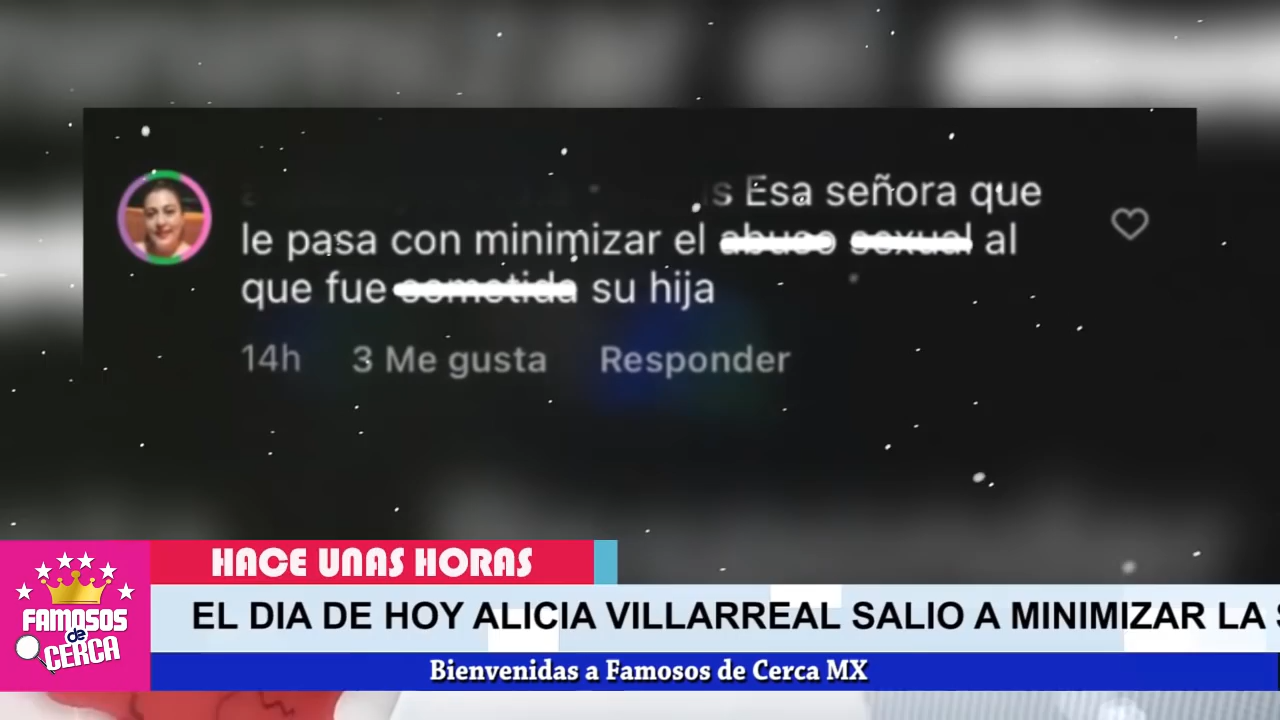 s Esa señora que
le pasa con minimizar el abuso sexual al
que fue sometida su hija
14h 3 Me gusta Responder
HACE UNAS HORAS
EL DIA DE HOY ALICIA VILLARREAL SALIO A MINIMIZAR LA S
Bienvenidas a Famosos de Cerca MX
FAMOSOS
de
CERCA